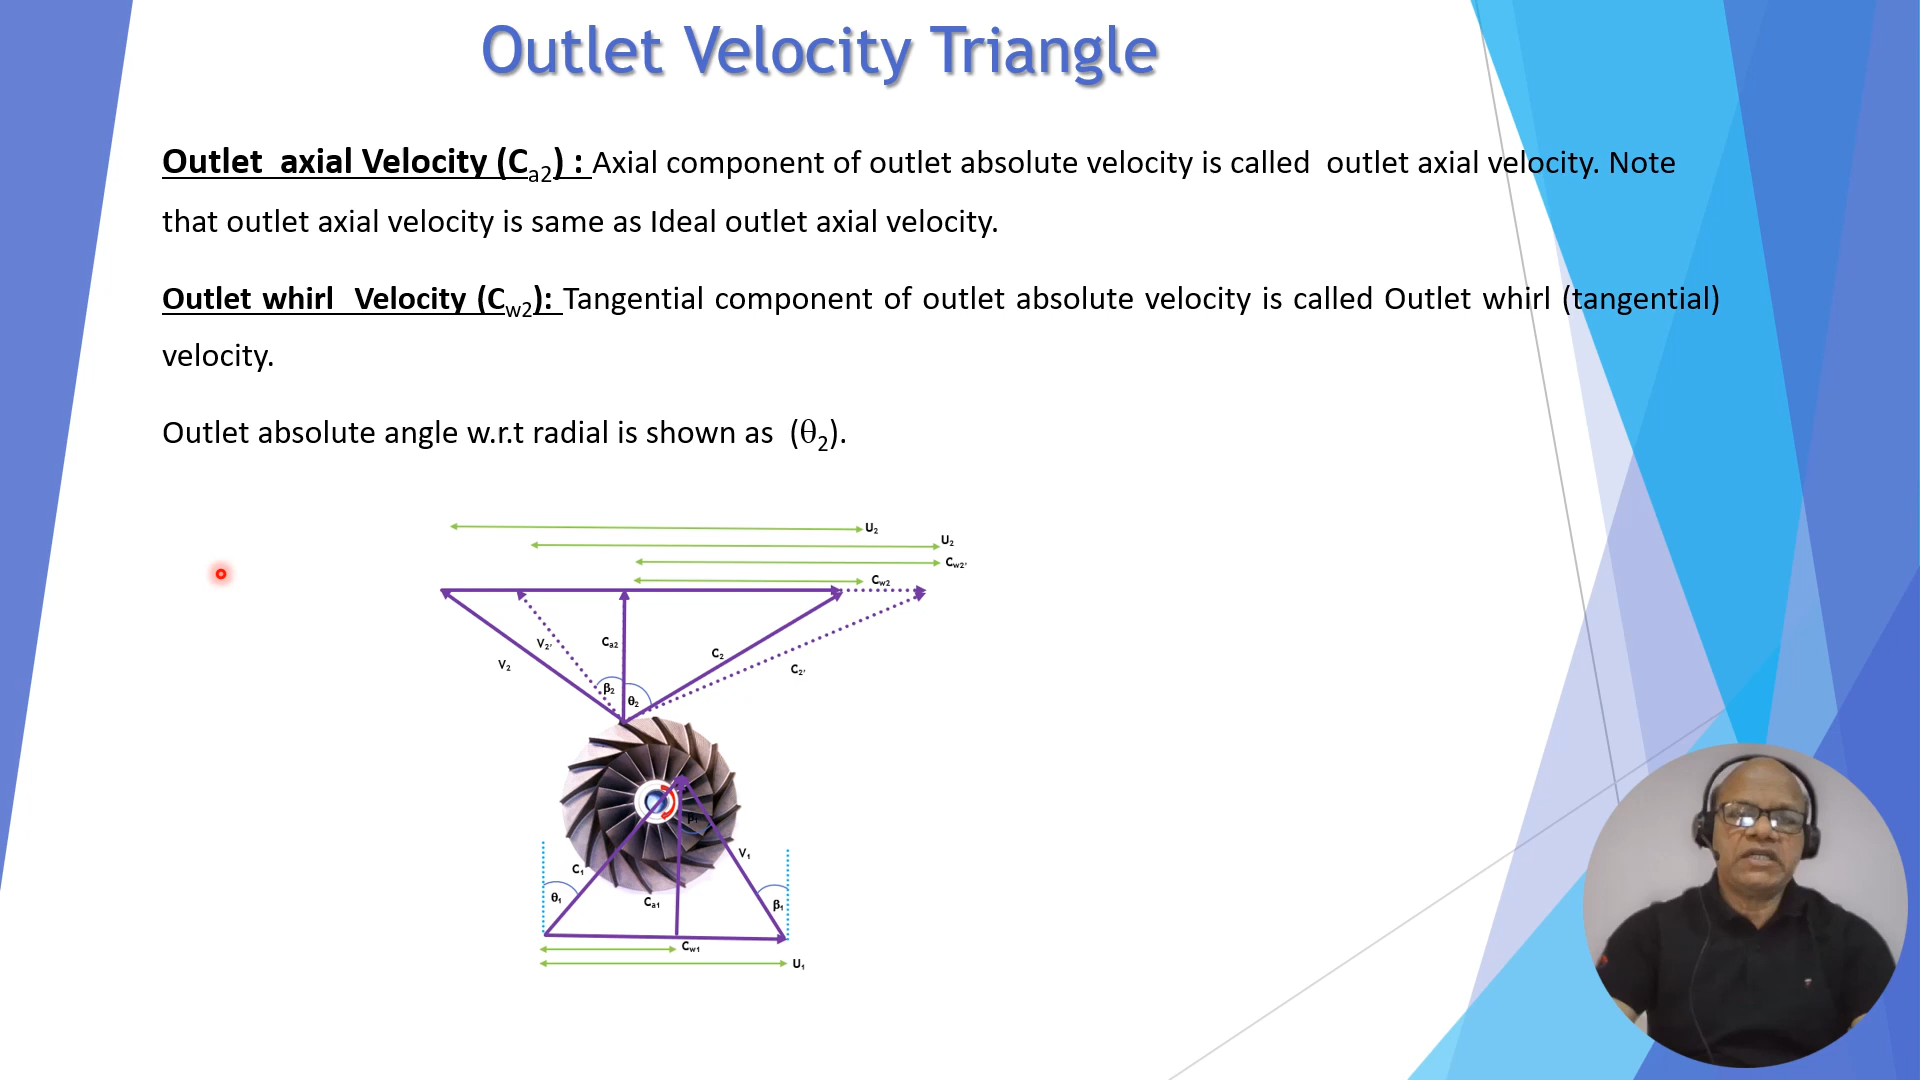 Outlet Velocity Triangle
Outlet axial Velocity (Ca2) : Axial component of outlet absolute velocity is called outlet axial velocity. Note
that outlet axial velocity is same as Ideal outlet axial velocity.
Outlet whirl Velocity (Cw2): Tangential component of outlet absolute velocity is called Outlet whirl (tangential)
velocity.
Outlet absolute angle w.r.t radial is shown as (θ2).
U2
U2
Cw2'
Cw2
V2'
Ca2
C2
V2
C2'
β2
θ2
β1
V1
C1
θ1
Ca1
β1
Cw1
U1